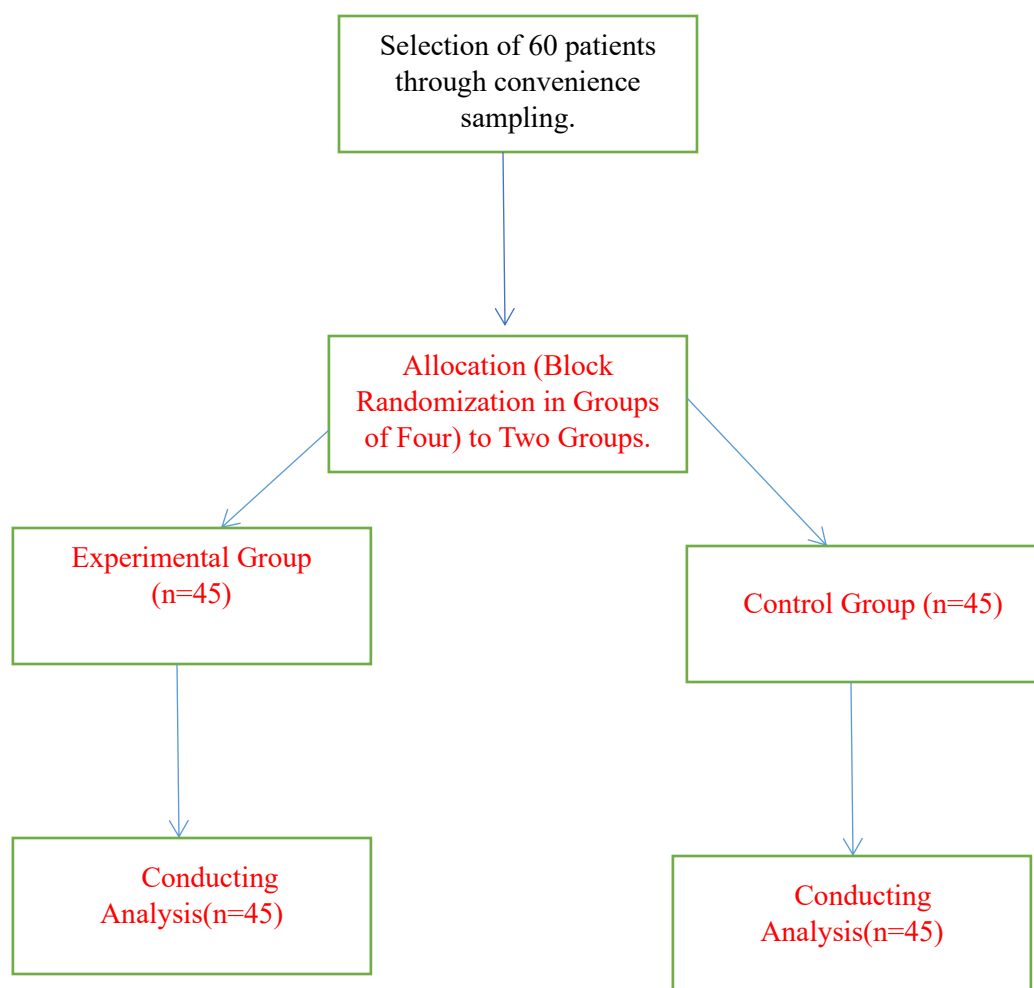 Selection of 60 patients
through convenience
sampling.
Allocation (Block
Randomization in Groups
of Four) to Two Groups.
Experimental Group
(n=45)
Control Group (n=45)
Conducting
Analysis(n=45)
Conducting
Analysis(n=45)